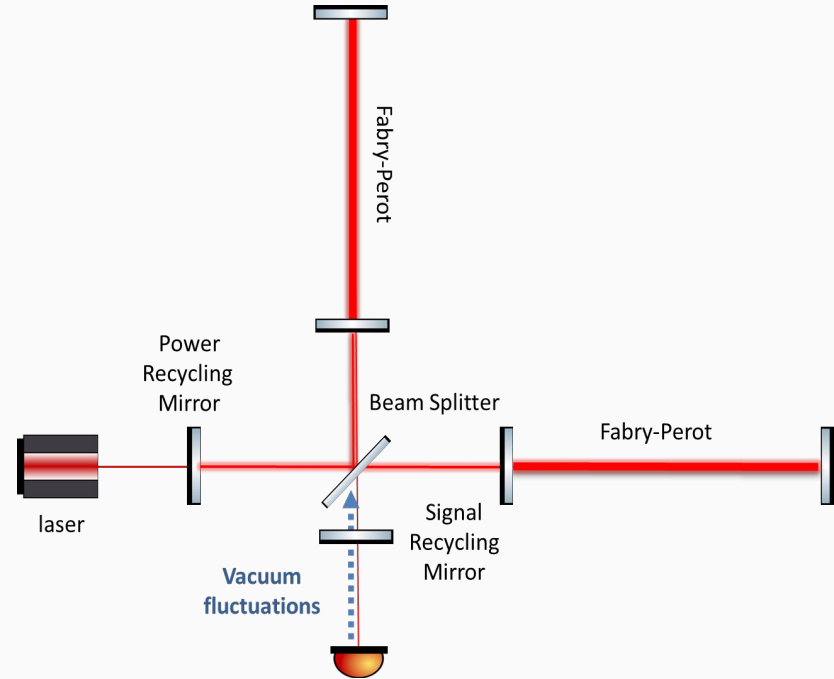 Fabry-Perot
Power
Recycling
Mirror
Beam Splitter
Fabry-Perot
laser
Signal
Recycling
Mirror
Vacuum
fluctuations